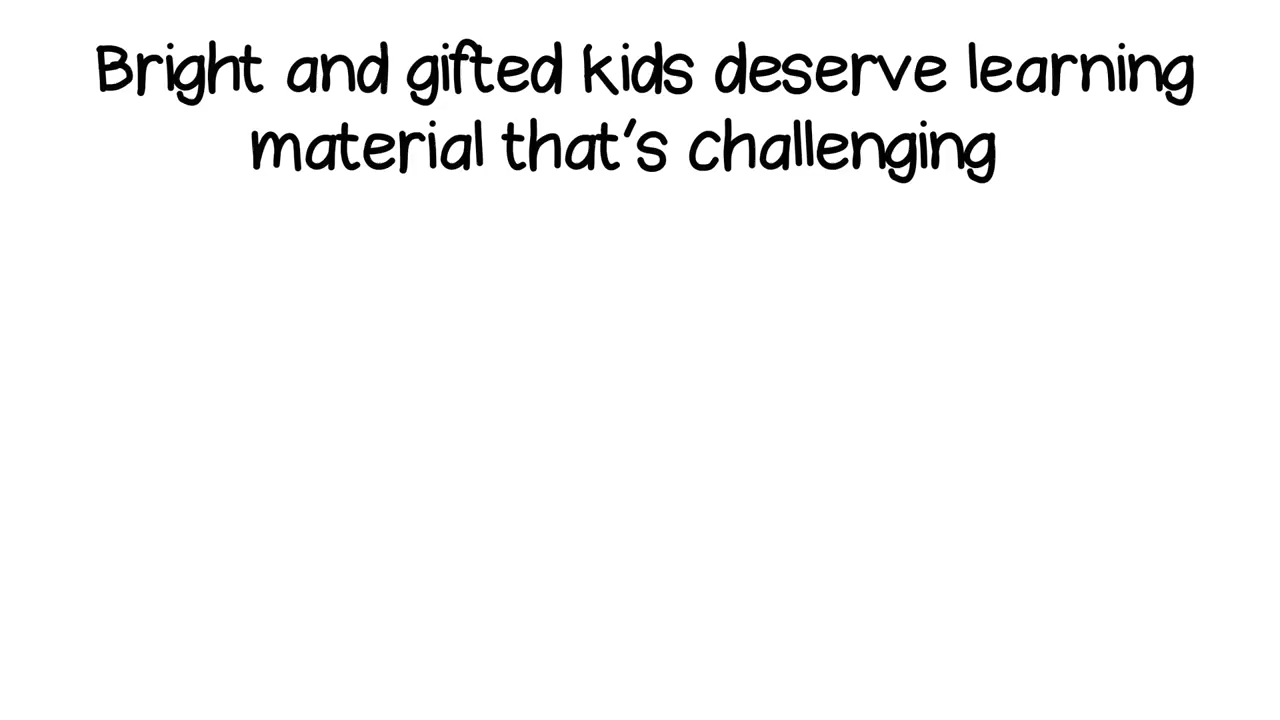 Bright and gifted kids deserve learning
material that's challenging